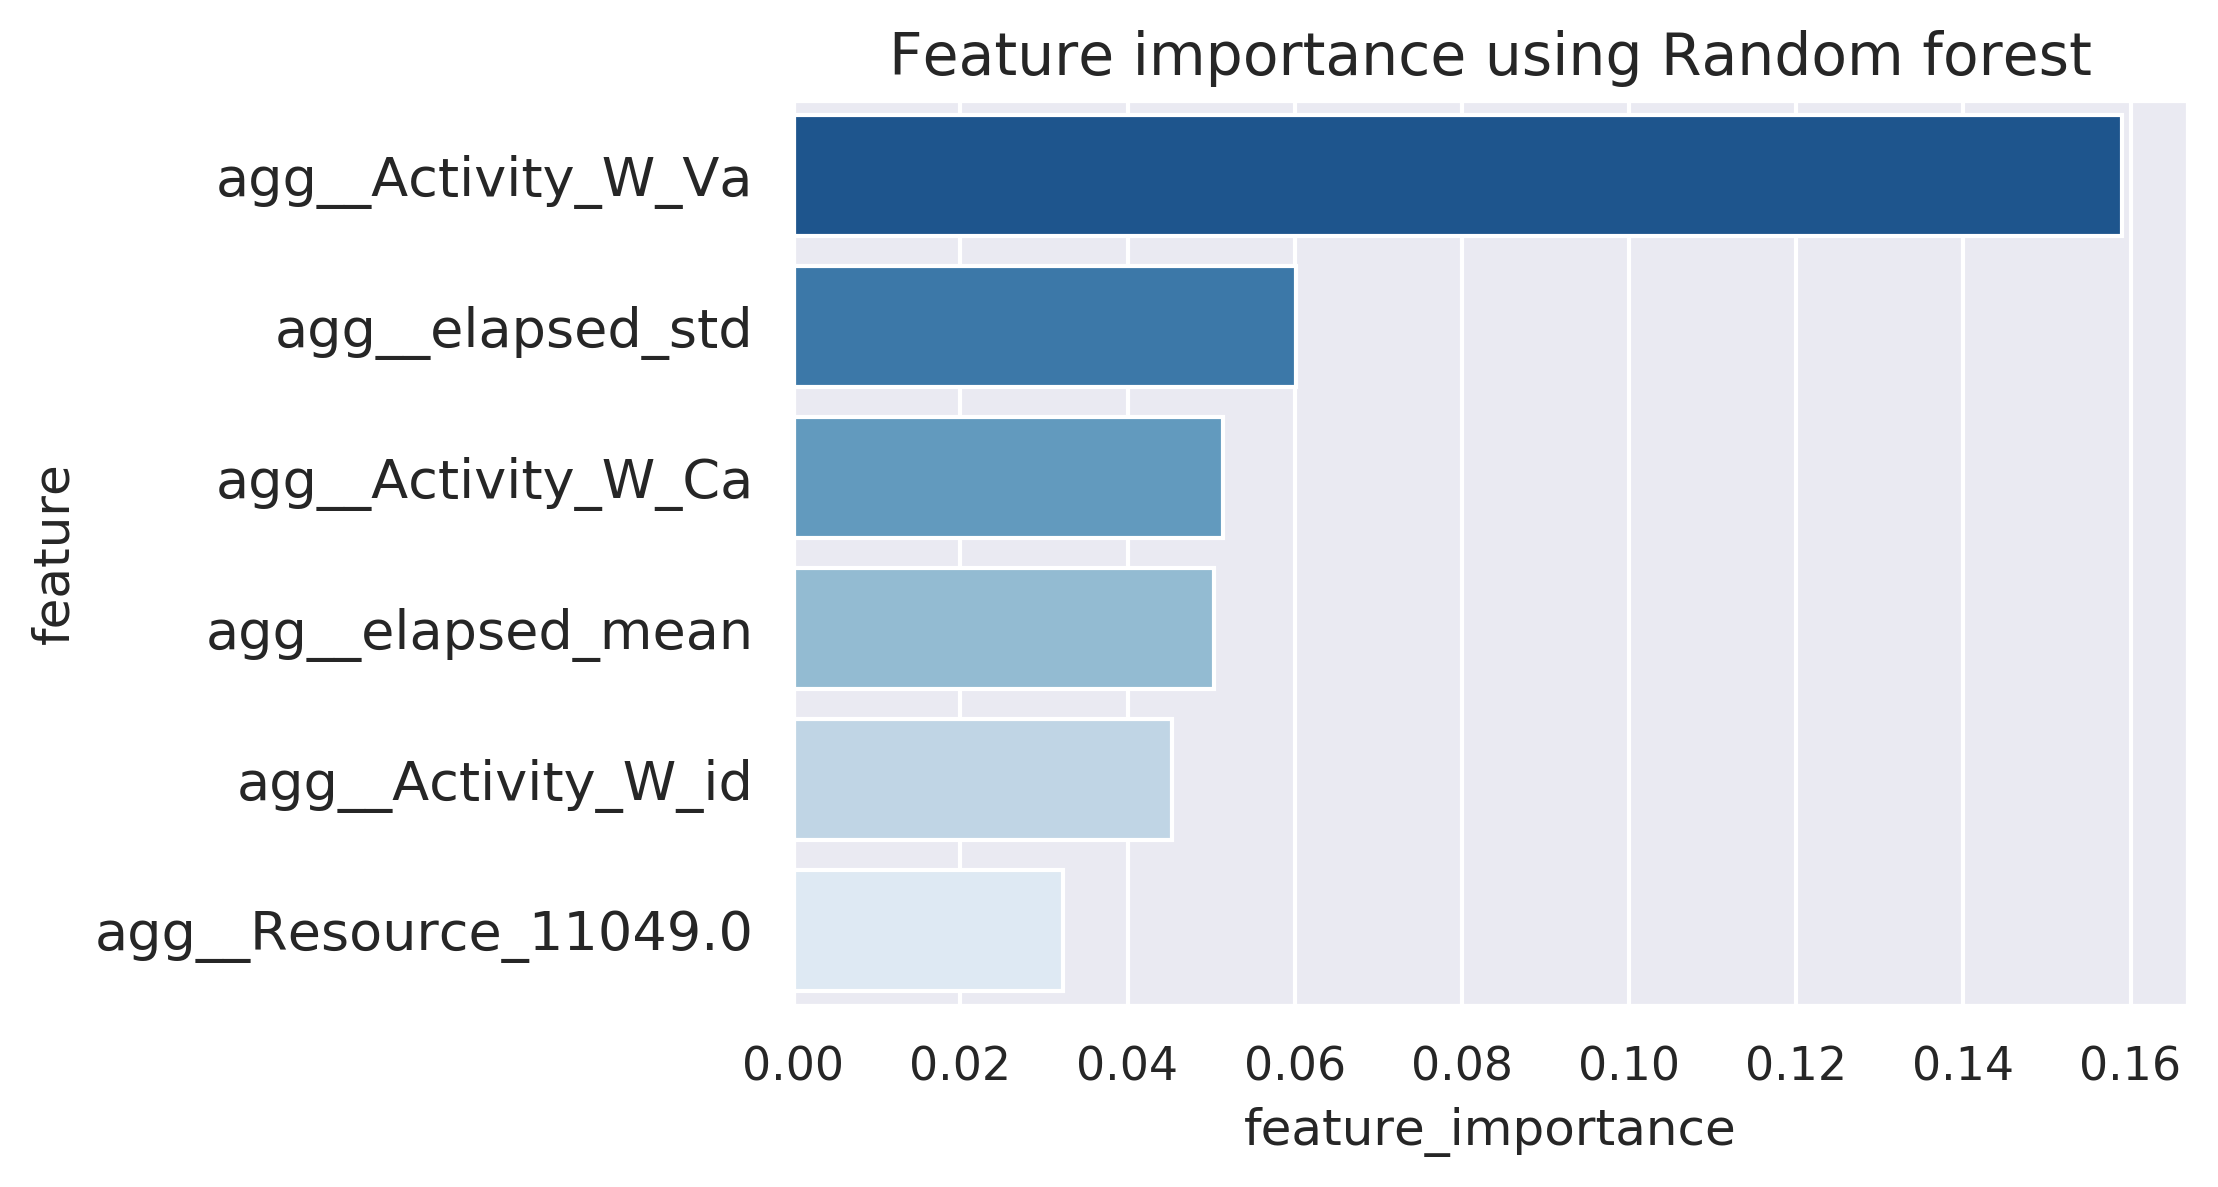 Feature importance using Random forest
agg__Activity_W_Va
agg__elapsed_std
agg__Activity_W_Ca
agg__elapsed_mean
agg__Activity_W_id
agg__Resource_11049.0
feature
0.00 0.02 0.04 0.06 0.08 0.10 0.12 0.14 0.16
feature_importance